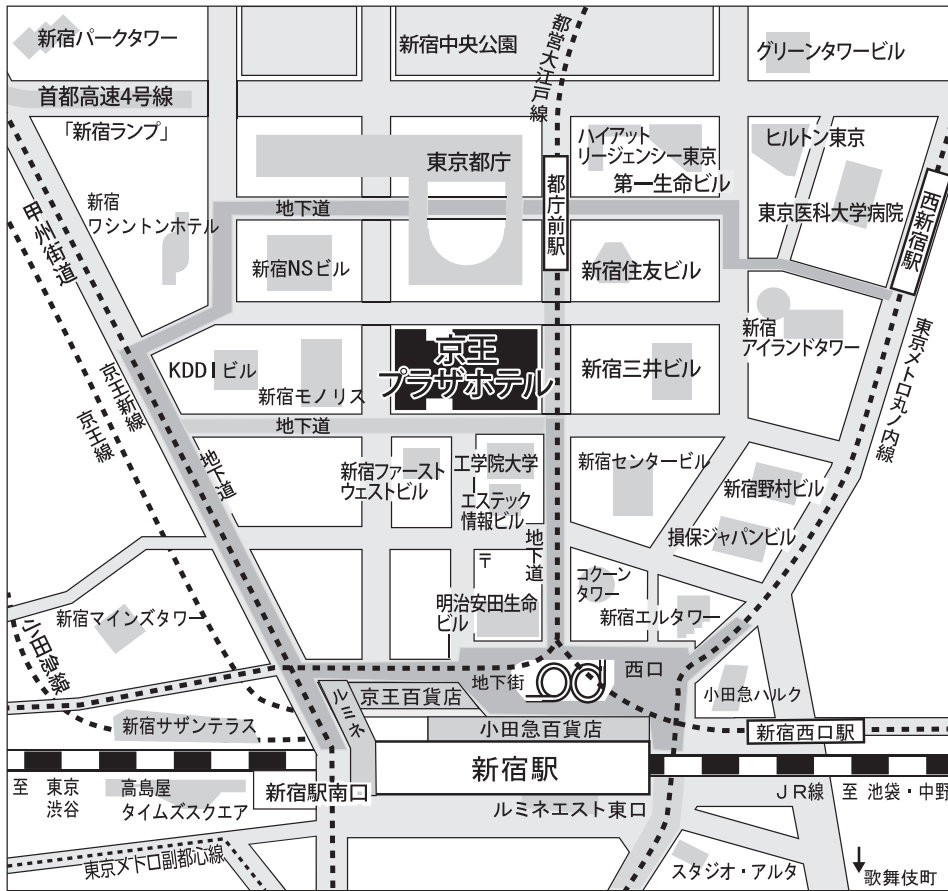 新宿パークタワー
新宿中央公園
都営大江戸線
グリーンタワービル
首都高速4号線
「新宿ランプ」
東京都庁
ハイアット
リージェンシー東京
第一生命ビル
ヒルトン東京
東京医科大学病院
西新宿駅
都庁前駅
新宿
ワシントンホテル
地下道
甲州街道
新宿NSビル
新宿住友ビル
新宿
アイランドタワー
東京メトロ丸ノ内線
京王
プラザホテル
KDDIビル
新宿モノリス
新宿三井ビル
京王新線
京王線
地下道
地下道
新宿ファースト
ウェストビル
工学院大学
エステック
情報ビル
新宿センタービル
新宿野村ビル
損保ジャパンビル
地下道
〒
コクーン
タワー
明治安田生命
ビル
新宿エルタワー
新宿マインズタワー
小田急線
地下街
西口
小田急ハルク
ルミネ
京王百貨店
新宿サザンテラス
小田急百貨店
新宿西口駅
新宿駅
至 東京
渋谷
高島屋
タイムズスクエア
新宿駅南口
ルミネエスト東口
JR線 至 池袋・中野
東京メトロ副都心線
スタジオ・アルタ
歌舞伎町